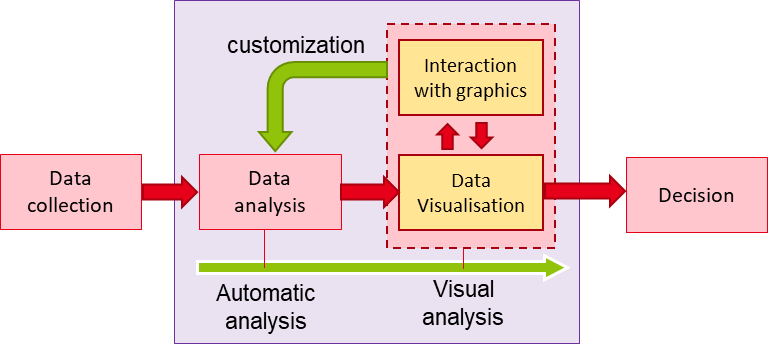 customization
Interaction
with graphics
Data
collection
Data
analysis
Data
Visualisation
Decision
Automatic
analysis
Visual
analysis